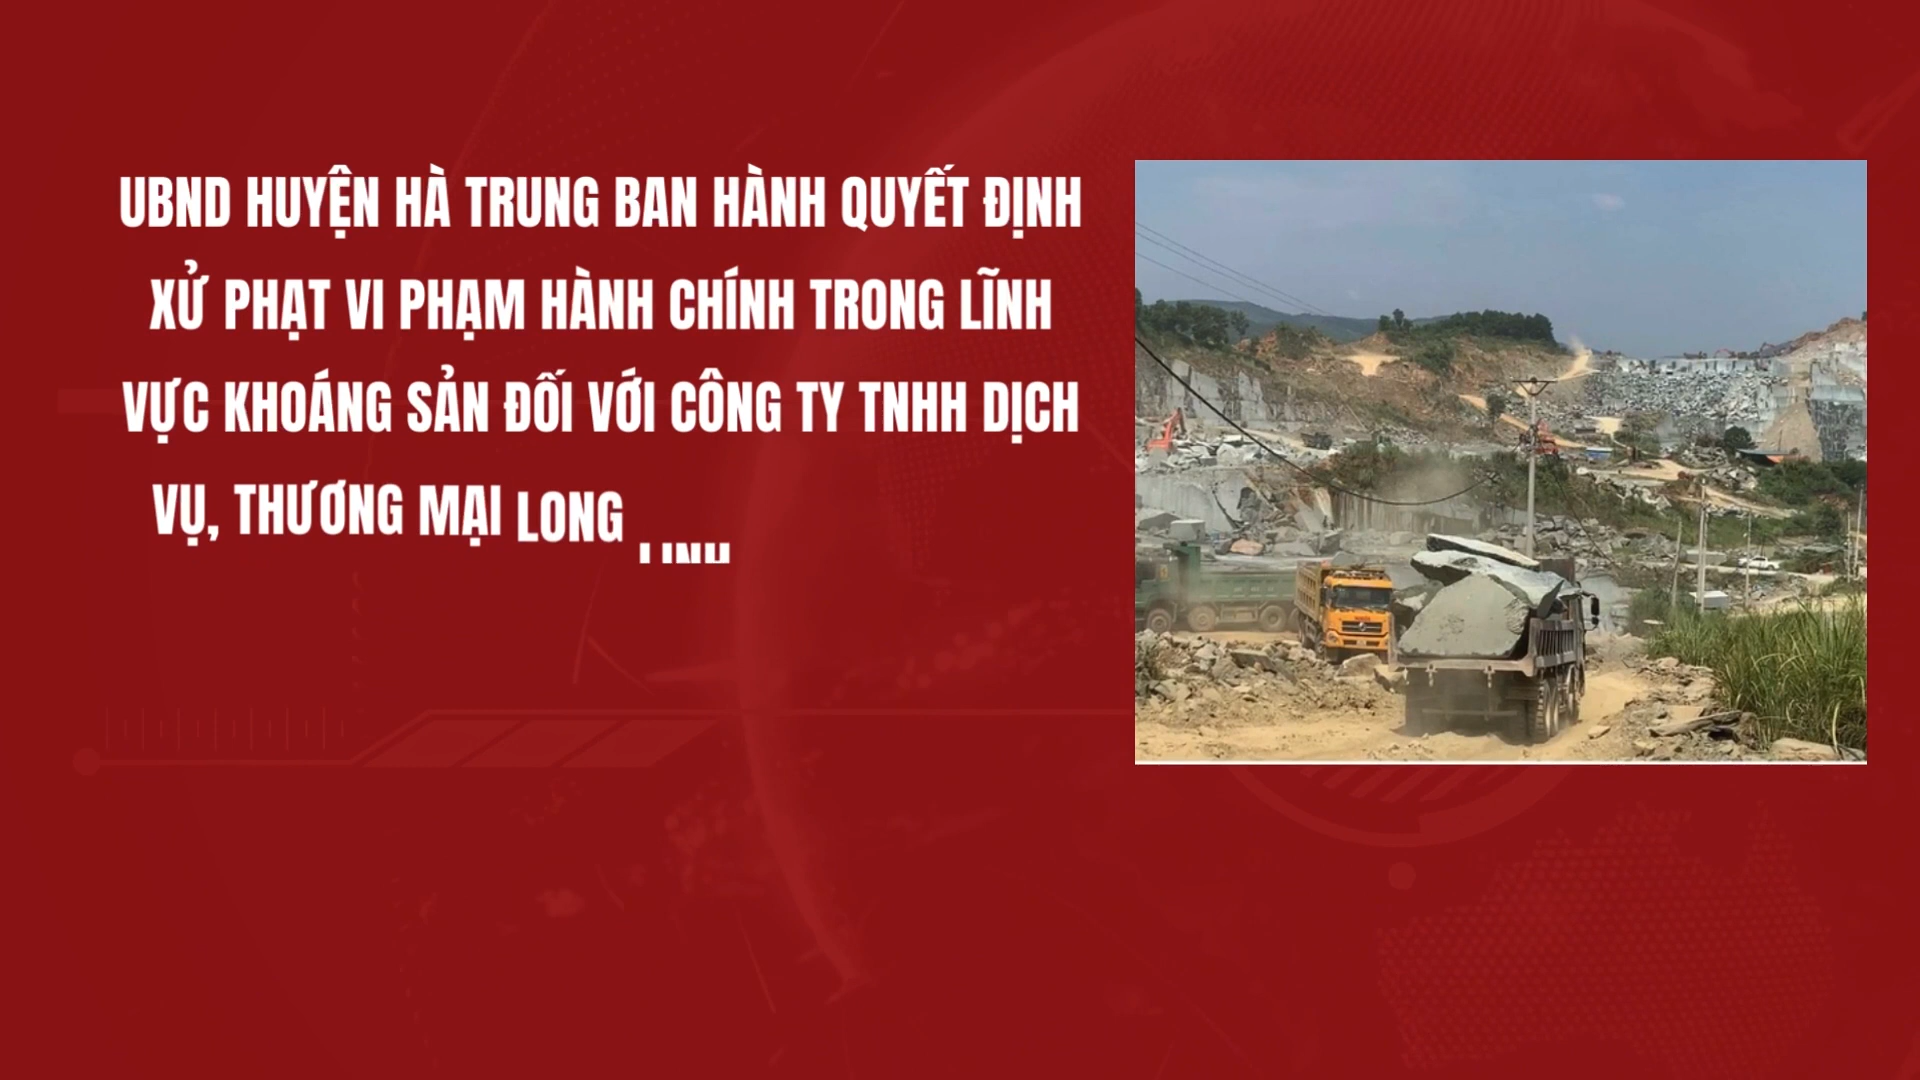 UBND HUYỆN HÀ TRUNG BAN HÀNH QUYẾT ĐỊNH
XỬ PHẠT VI PHẠM HÀNH CHÍNH TRONG LĨNH
VỰC KHOÁNG SẢN ĐỐI VỚI CÔNG TY TNHH DỊCH
VỤ, THƯƠNG MẠI LONG